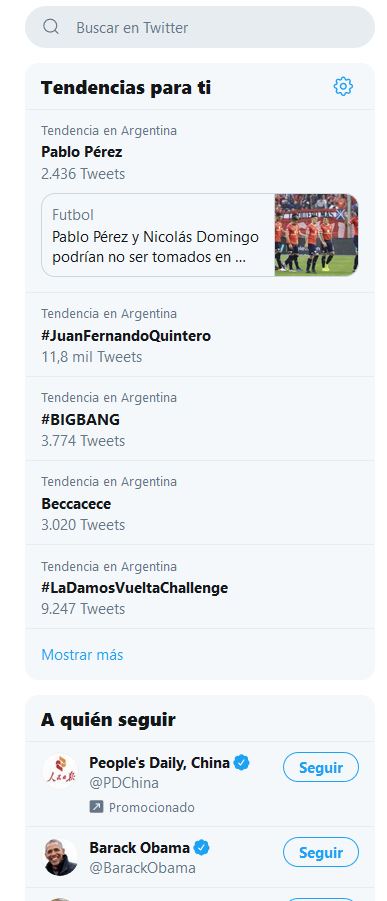 Buscar en Twitter
Tendencias para ti
Tendencia en Argentina
Pablo Pérez
2.436 Tweets
Futbol
Pablo Pérez y Nicolás Domingo
podrían no ser tomados en ...
Tendencia en Argentina
#JuanFernandoQuintero
11,8 mil Tweets
Tendencia en Argentina
#BIGBANG
3.774 Tweets
Tendencia en Argentina
Beccacece
3.020 Tweets
Tendencia en Argentina
#LaDamosVueltaChallenge
9.247 Tweets
Mostrar más
A quién seguir
People's Daily, China
Seguir
@PDChina
Promocionado
Barack Obama
Seguir
@BarackObama